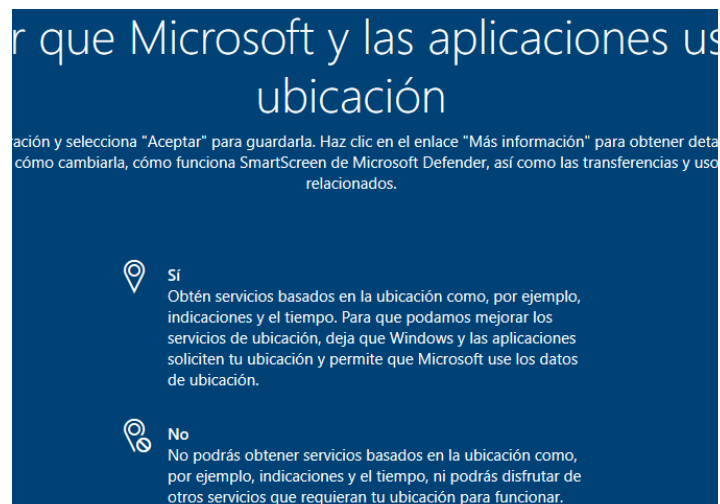 r que Microsoft y las aplicaciones us
ubicación
ración y selecciona "Aceptar" para guardarla. Haz clic en el enlace "Más información" para obtener deta
cómo cambiarla, cómo funciona SmartScreen de Microsoft Defender, así como las transferencias y uso
relacionados.
Sí
Obtén servicios basados en la ubicación como, por ejemplo,
indicaciones y el tiempo. Para que podamos mejorar los
servicios de ubicación, deja que Windows y las aplicaciones
soliciten tu ubicación y permite que Microsoft use los datos
de ubicación.
No
No podrás obtener servicios basados en la ubicación como,
por ejemplo, indicaciones y el tiempo, ni podrás disfrutar de
otros servicios que requieran tu ubicación para funcionar.